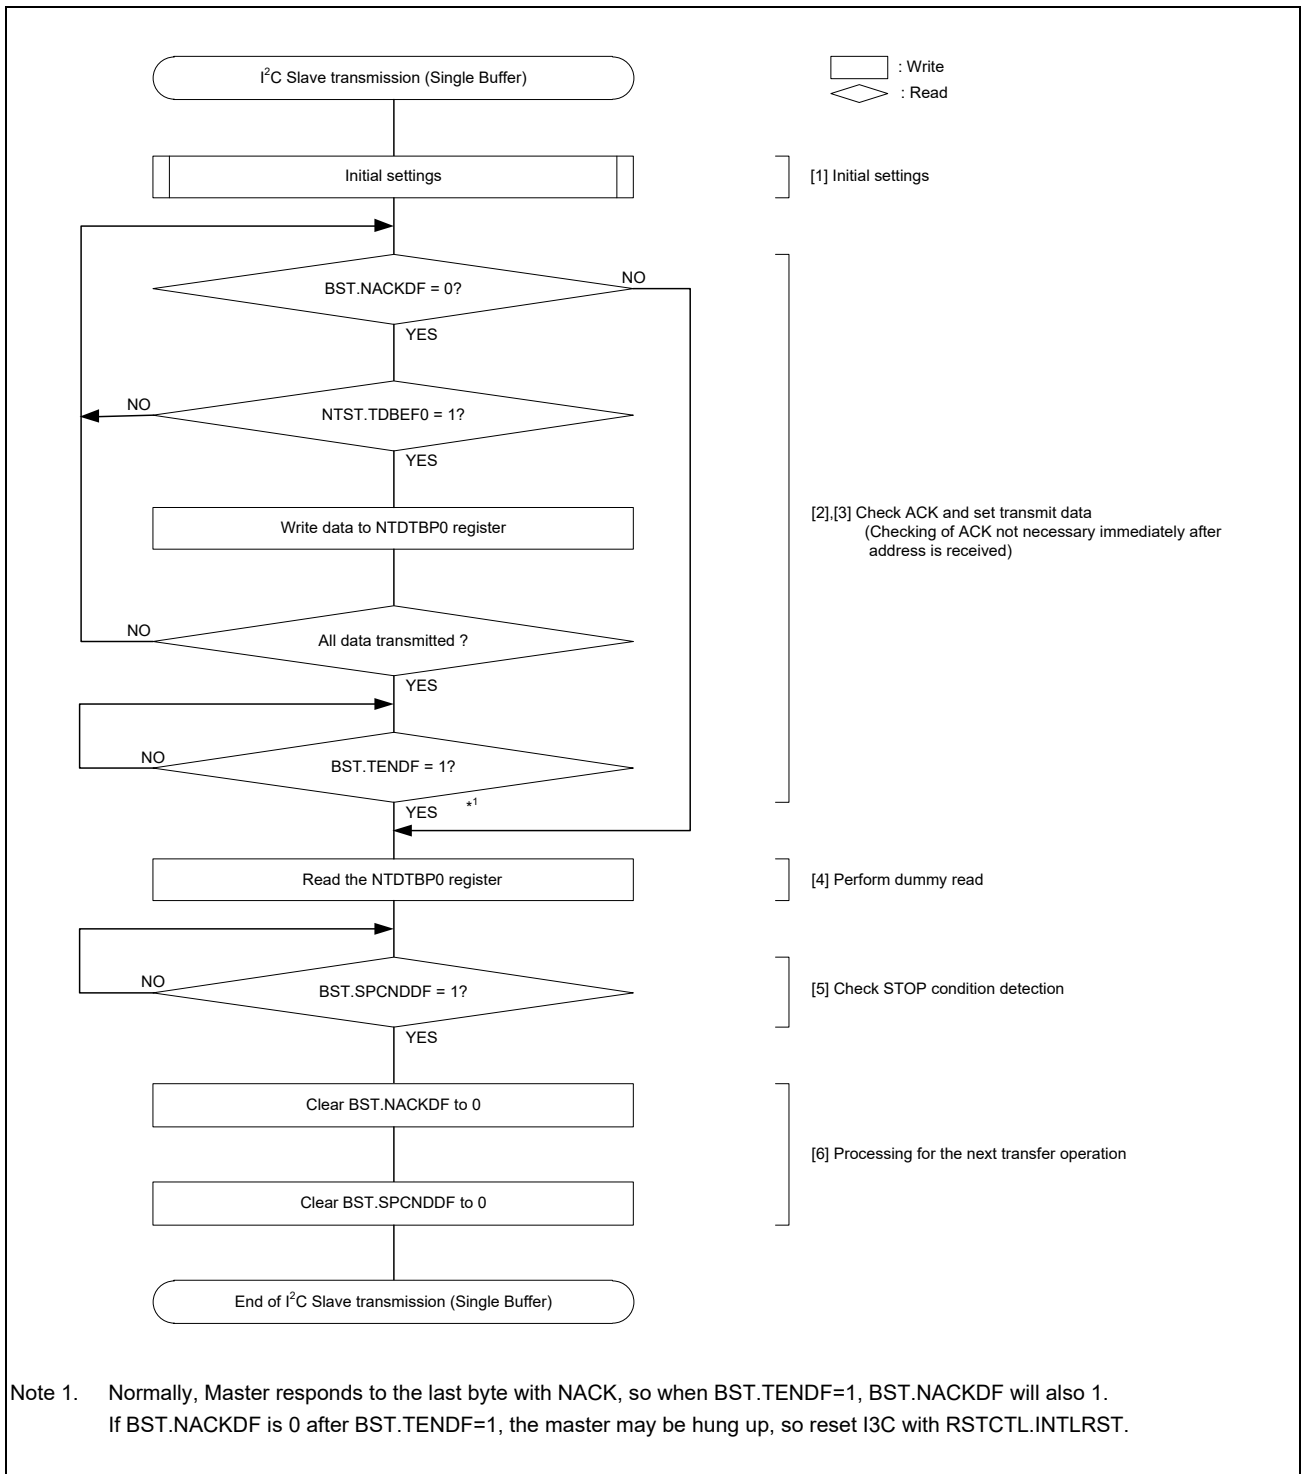 I2C Slave transmission (Single Buffer)
: Write
: Read
Initial settings
[1] Initial settings
BST.NACKDF = 0?
NO
YES
NTST.TDBEF0 = 1?
NO
YES
Write data to NTDTBP0 register
[2],[3] Check ACK and set transmit data
(Checking of ACK not necessary immediately after
address is received)
All data transmitted ?
NO
YES
BST.TENDF = 1?
NO
YES *1
Read the NTDTBP0 register
[4] Perform dummy read
BST.SPCNDDF = 1?
NO
YES
[5] Check STOP condition detection
Clear BST.NACKDF to 0
[6] Processing for the next transfer operation
Clear BST.SPCNDDF to 0
End of I2C Slave transmission (Single Buffer)
Note 1. Normally, Master responds to the last byte with NACK, so when BST.TENDF=1, BST.NACKDF will also 1.
If BST.NACKDF is 0 after BST.TENDF=1, the master may be hung up, so reset I3C with RSTCTL.INTLRST.